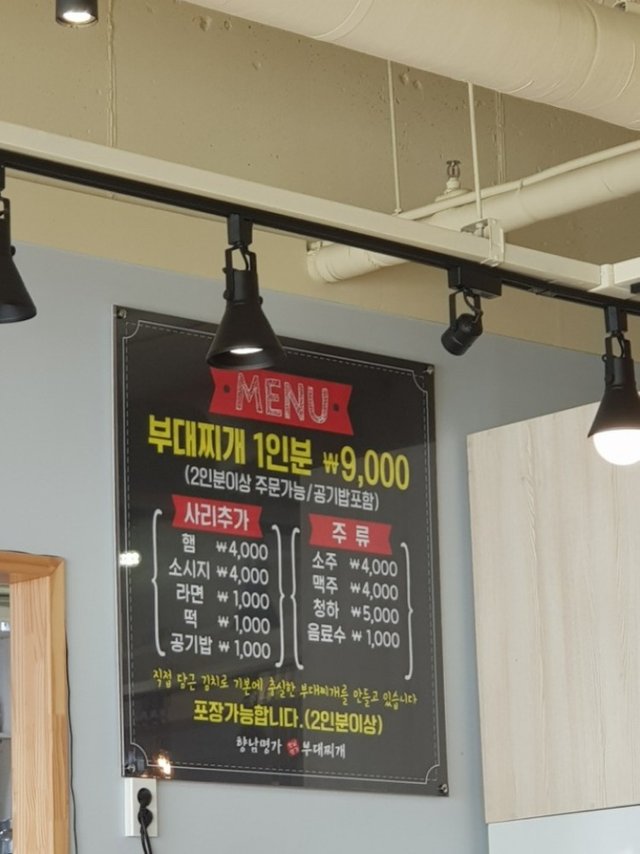 MENU
부대찌개 1인분 ₩9,000
(2인분이상 주문가능/공기밥포함)
사리추가
햄 ₩4,000
소시지 ₩4,000
라면 ₩1,000
떡 ₩1,000
공기밥 ₩1,000
주류
소주 ₩4,000
맥주 ₩4,000
청하 ₩5,000
음료수 ₩1,000
직접 담근 김치로 기본에 충실한 부대찌개를 만들고 있습니다
포장가능합니다.(2인분이상)
향남명가 부대찌개